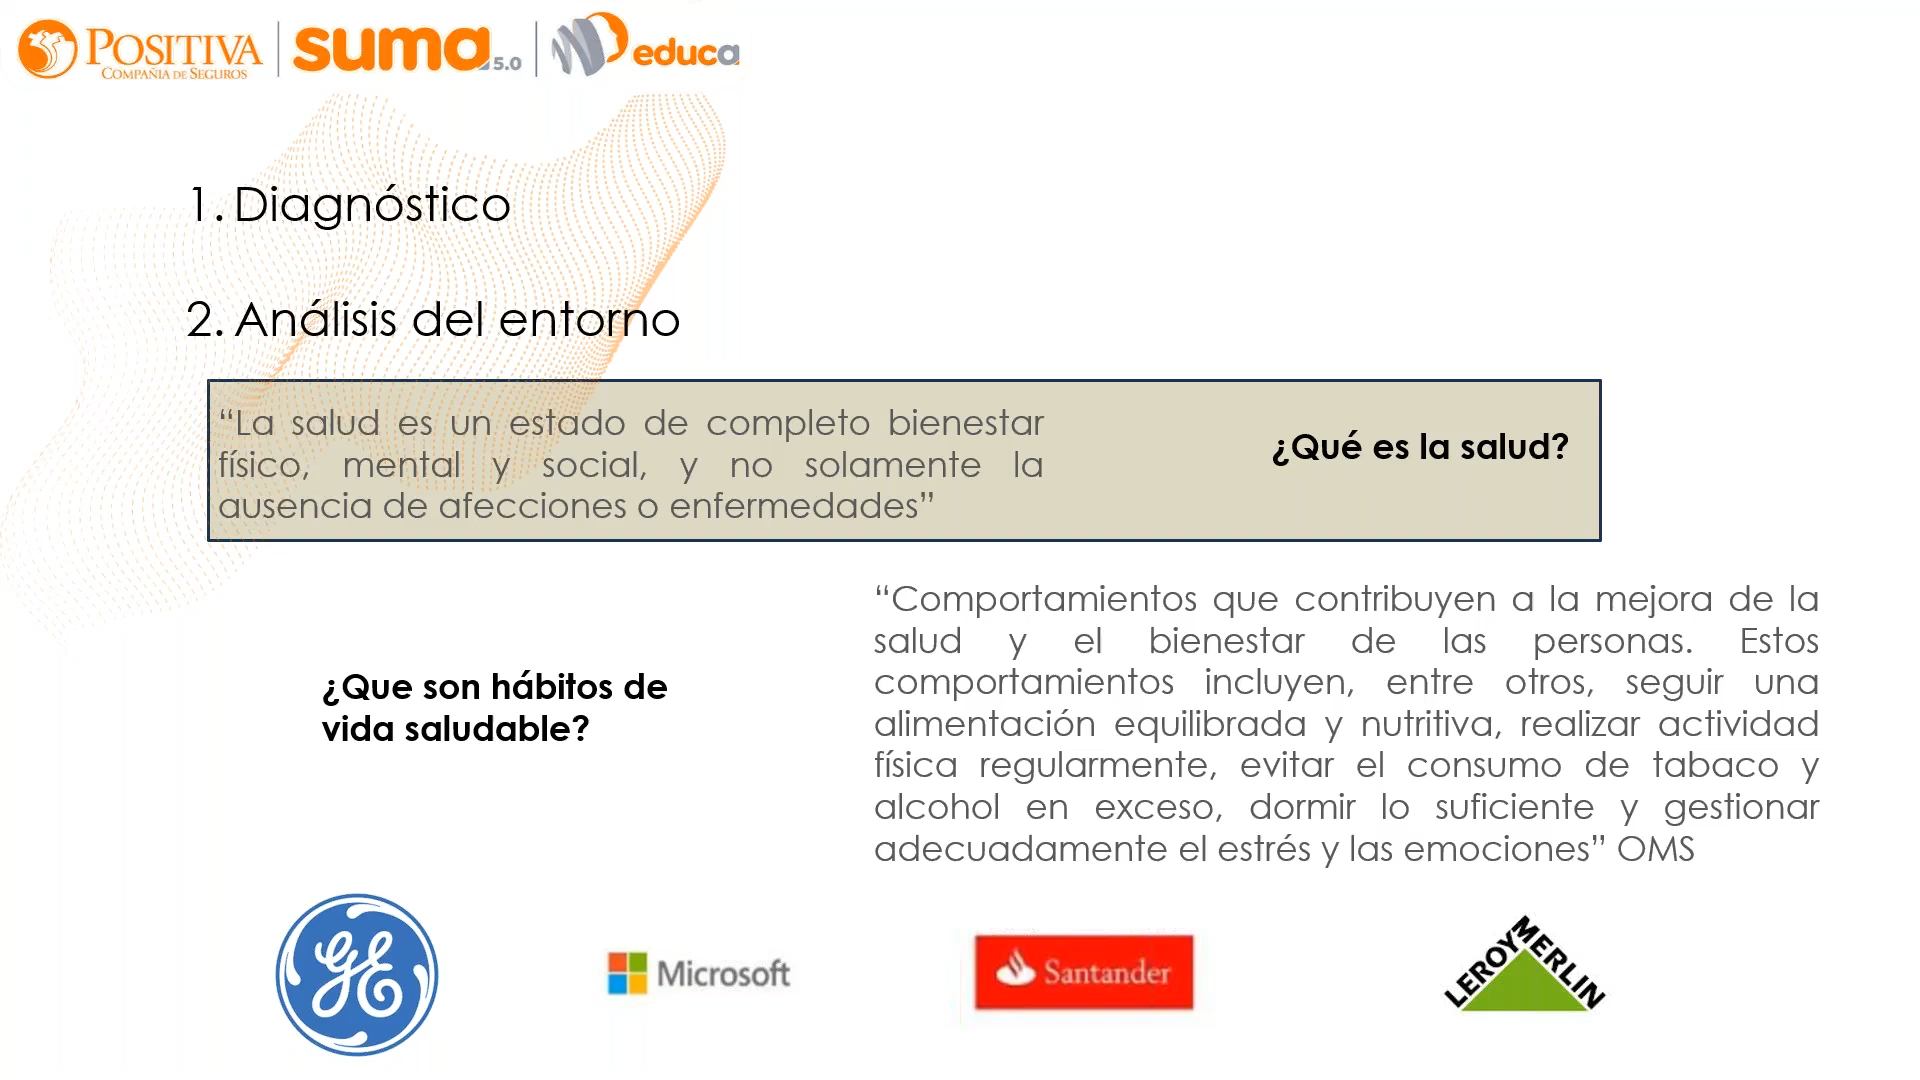 POSITIVA
COMPAÑIA DE SEGUROS
suma 5.0
educa
1. Diagnóstico
2. Análisis del entorno
“La salud es un estado de completo bienestar
físico, mental y social, y no solamente la
ausencia de afecciones o enfermedades”
¿Qué es la salud?
¿Que son hábitos de
vida saludable?
“Comportamientos que contribuyen a la mejora de la
salud y el bienestar de las personas. Estos
comportamientos incluyen, entre otros, seguir una
alimentación equilibrada y nutritiva, realizar actividad
física regularmente, evitar el consumo de tabaco y
alcohol en exceso, dormir lo suficiente y gestionar
adecuadamente el estrés y las emociones” OMS
GE
Microsoft
Santander
LEROY MERLIN